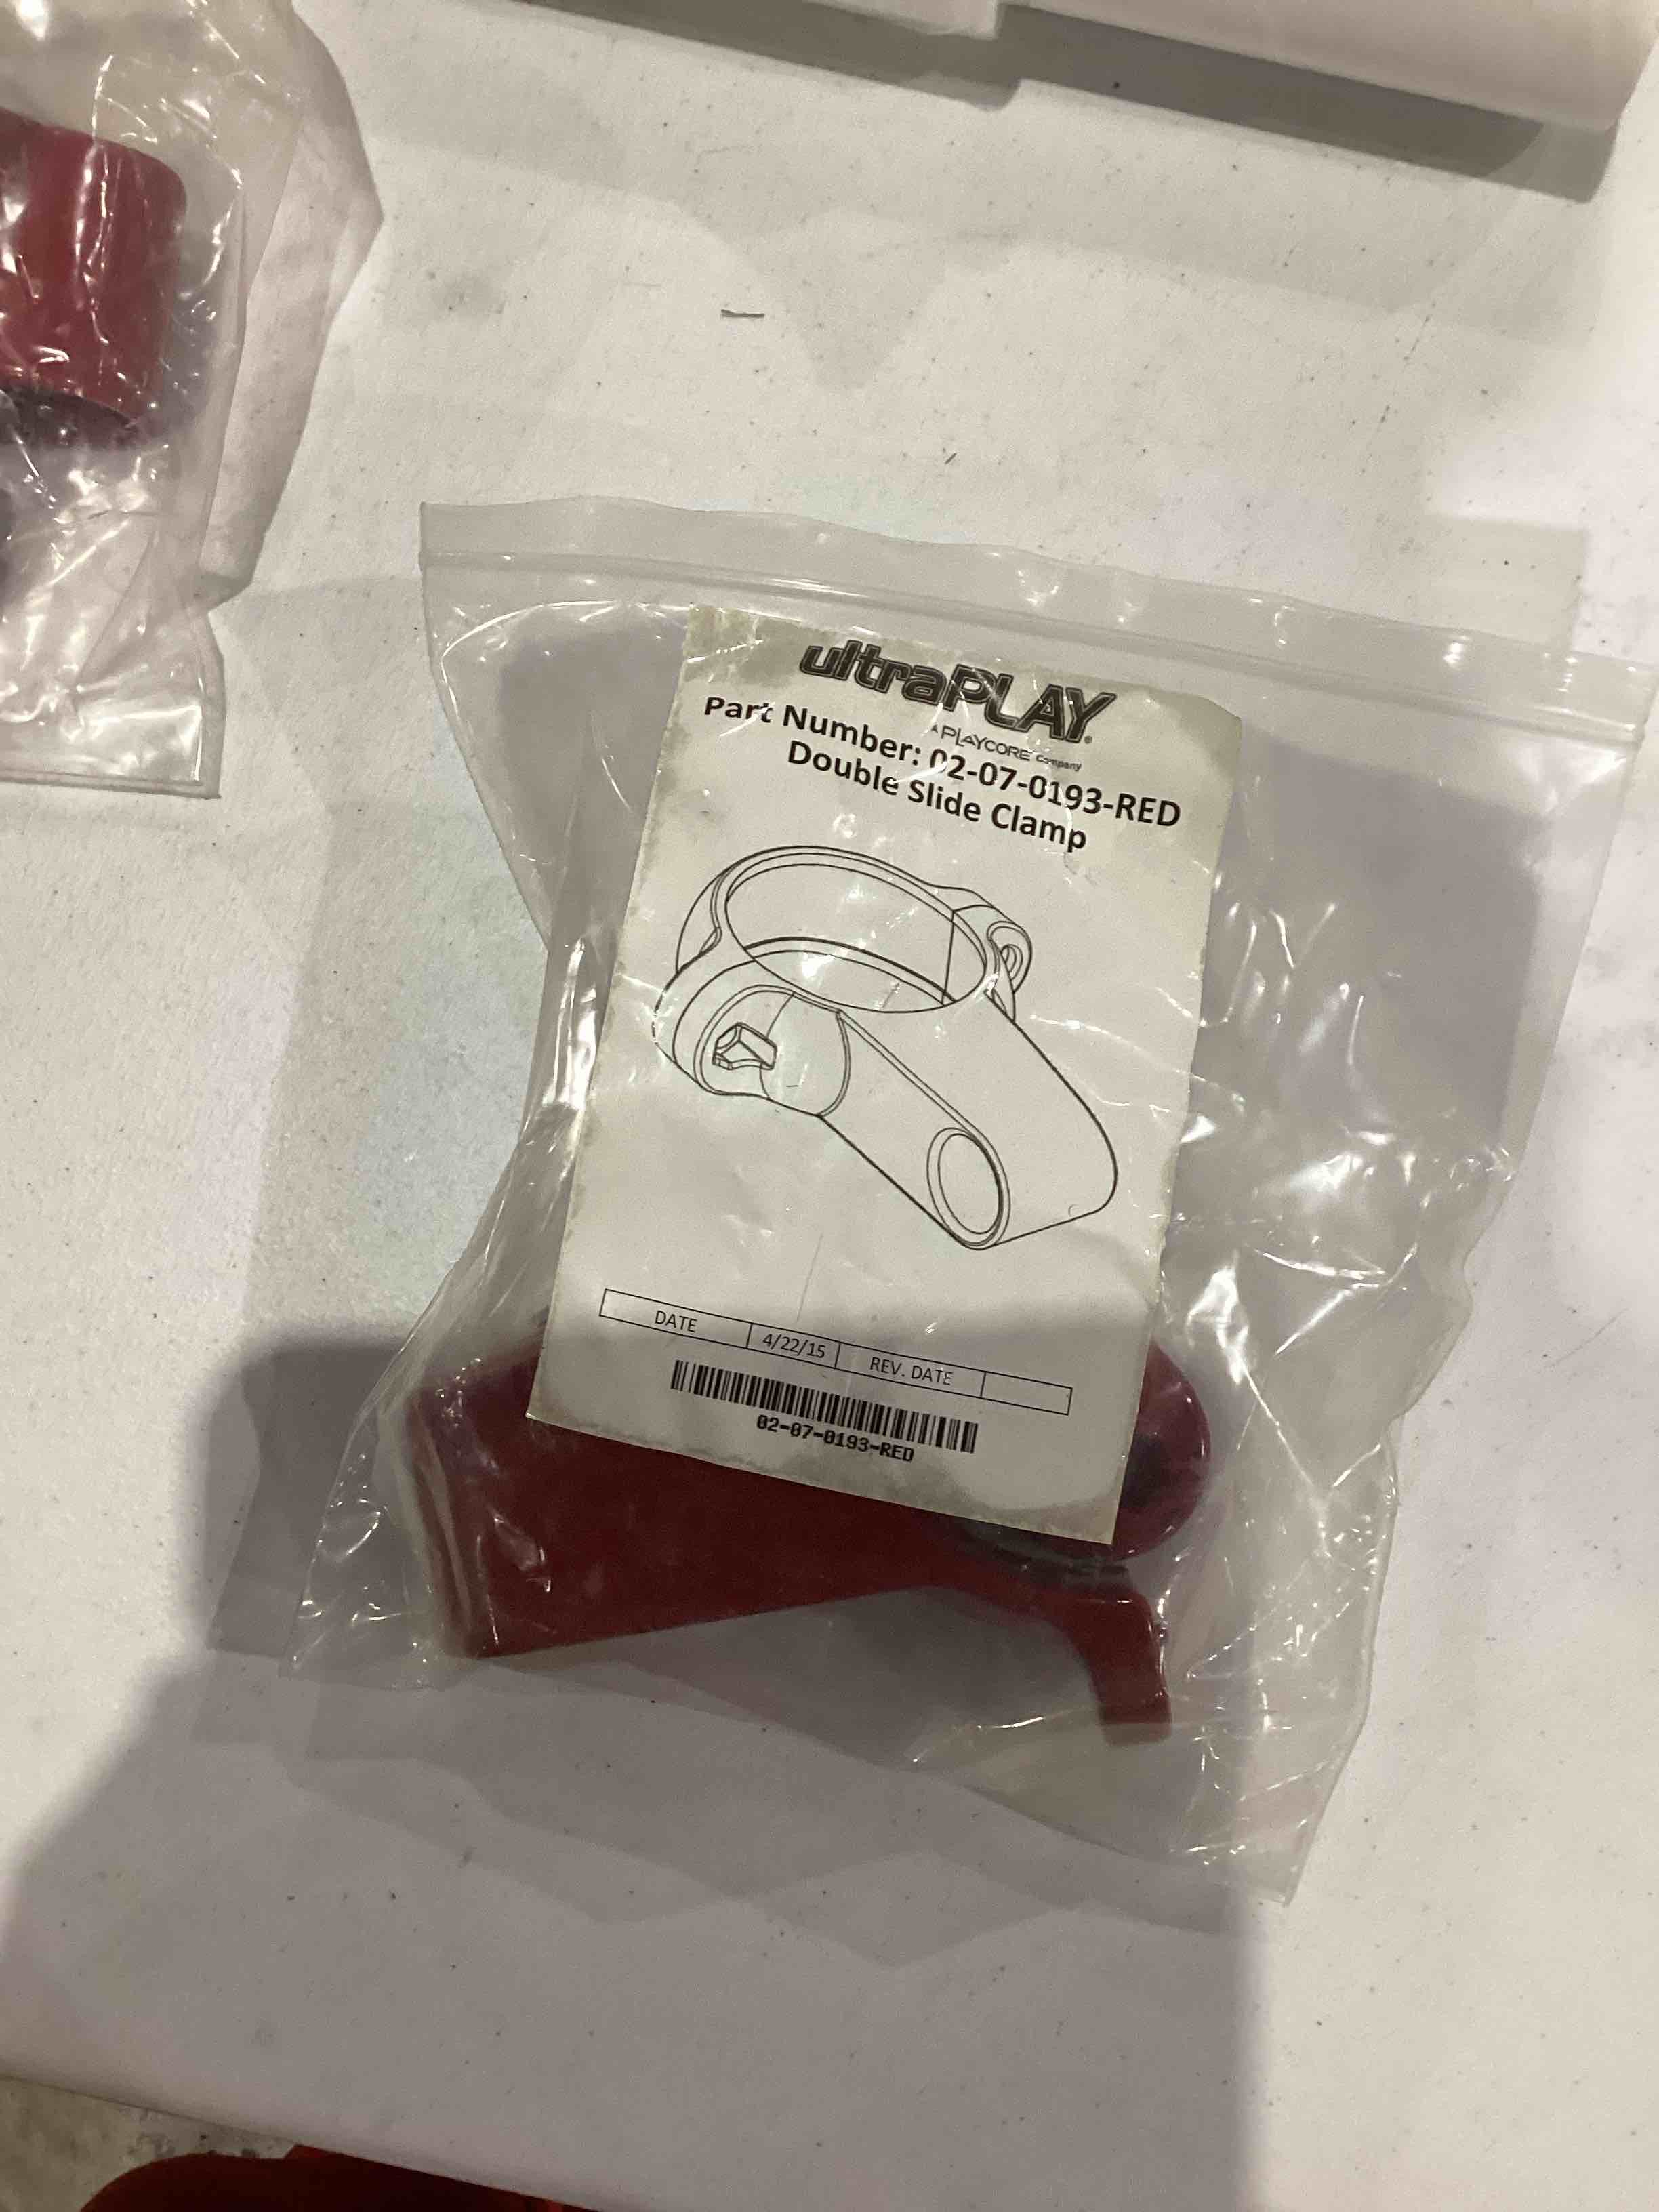 ultraPLAY®
A PLAYCORE Company
Part Number: 02-07-0193-RED
Double Slide Clamp
DATE 4/22/15 REV. DATE
02-07-0193-RED